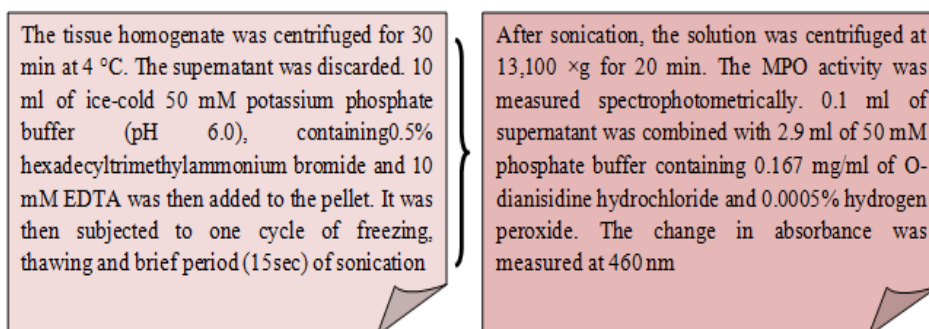 The tissue homogenate was centrifuged for 30
min at 4 °C. The supernatant was discarded. 10
ml of ice-cold 50 mM potassium phosphate
buffer (pH 6.0), containing0.5%
hexadecyltrimethylammonium bromide and 10
mM EDTA was then added to the pellet. It was
then subjected to one cycle of freezing,
thawing and brief period (15sec) of sonication
After sonication, the solution was centrifuged at
13,100 ×g for 20 min. The MPO activity was
measured spectrophotometrically. 0.1 ml of
supernatant was combined with 2.9 ml of 50 mM
phosphate buffer containing 0.167 mg/ml of O-
dianisidine hydrochloride and 0.0005% hydrogen
peroxide. The change in absorbance was
measured at 460 nm